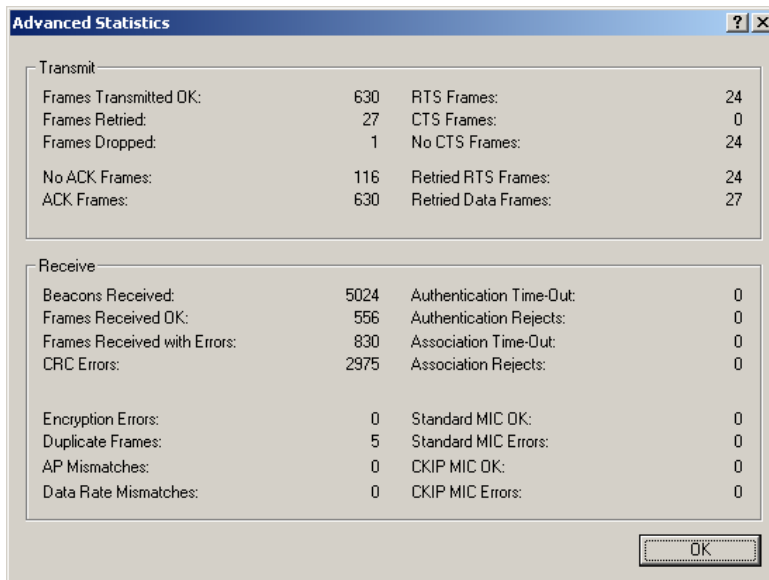 Advanced Statistics
Transmit
Frames Transmitted OK: 630 RTS Frames: 24
Frames Retried: 27 CTS Frames: 0
Frames Dropped: 1 No CTS Frames: 24
No ACK Frames: 116 Retried RTS Frames: 24
ACK Frames: 630 Retried Data Frames: 27
Receive
Beacons Received: 5024 Authentication Time-Out: 0
Frames Received OK: 556 Authentication Rejects: 0
Frames Received with Errors: 830 Association Time-Out: 0
CRC Errors: 2975 Association Rejects: 0
Encryption Errors: 0 Standard MIC OK: 0
Duplicate Frames: 5 Standard MIC Errors: 0
AP Mismatches: 0 CKIP MIC OK: 0
Data Rate Mismatches: 0 CKIP MIC Errors: 0
OK